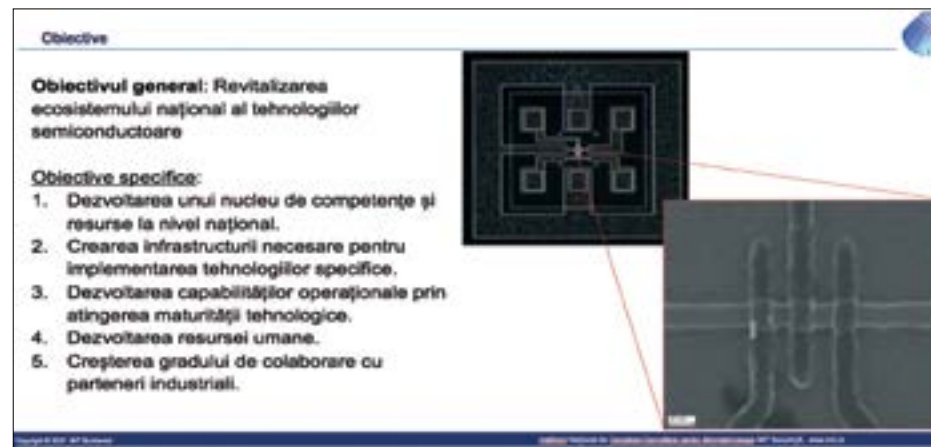 Obiective
Obiectivul general: Revitalizarea
ecosistemului național al tehnologiilor
semiconductoare
Obiective specifice:
1. Dezvoltarea unui nucleu de competențe și
resurse la nivel național.
2. Crearea infrastructurii necesare pentru
implementarea tehnologiilor specifice.
3. Dezvoltarea capabilităților operaționale prin
atingerea maturității tehnologice.
4. Dezvoltarea resursei umane.
5. Creșterea gradului de colaborare cu
parteneri industriali.